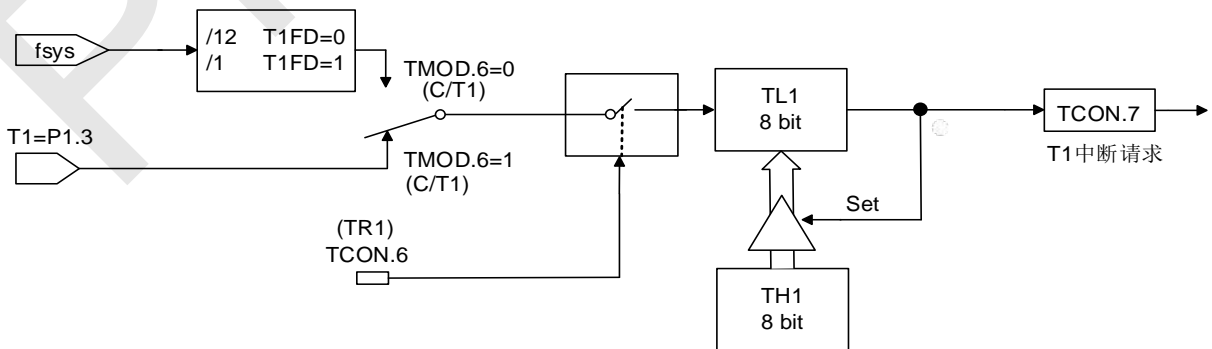 fsys
/12 T1FD=0
/1 T1FD=1
TMOD.6=0
(C/T1)
T1=P1.3
TMOD.6=1
(C/T1)
(TR1)
TCON.6
TL1
8 bit
TCON.7
T1中断请求
Set
TH1
8 bit